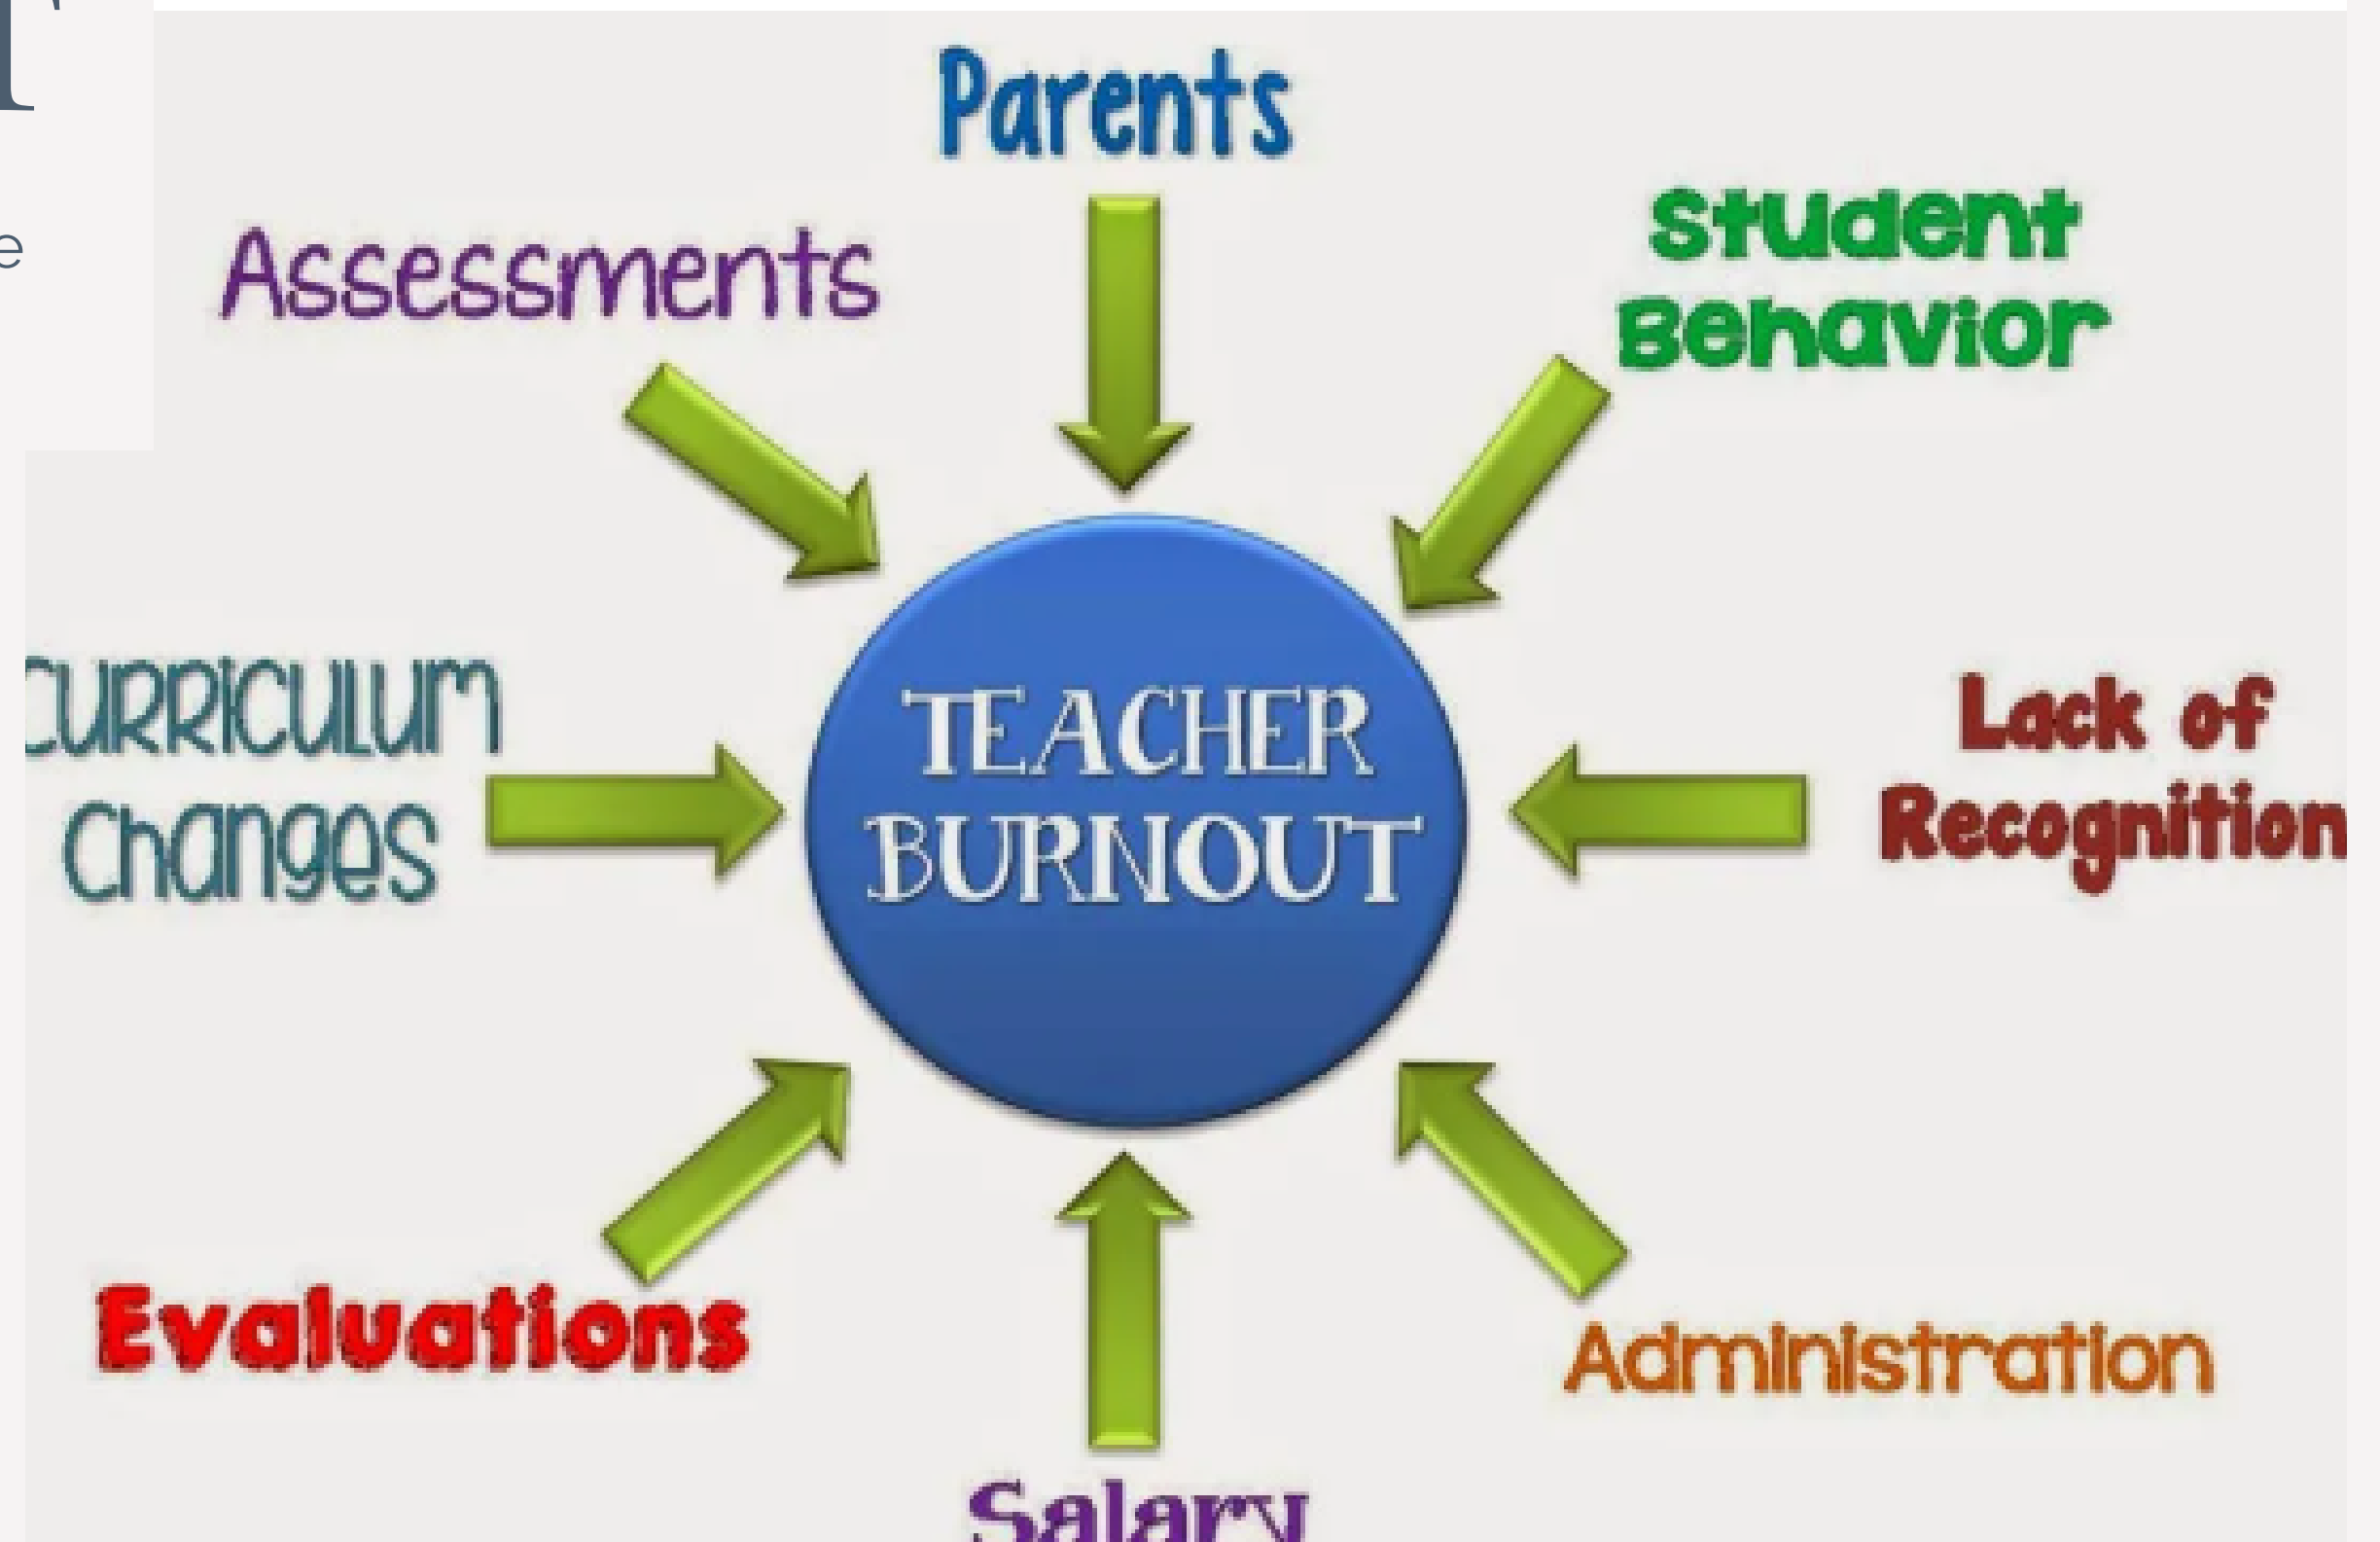 Parents
Assessments
Student
Behavior
CURRICULUM
Changes
TEACHER
BURNOUT
Lack of
Recognition
Evaluations
Administration
Salary